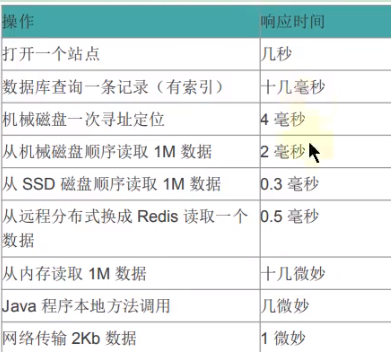 操作 响应时间
打开一个站点 几秒
数据库查询一条记录（有索引） 十几毫秒
机械磁盘一次寻址定位 4 毫秒
从机械磁盘顺序读取 1M 数据 2 毫秒
从 SSD 磁盘顺序读取 1M 数据 0.3 毫秒
从远程分布式换成 Redis 读取一个 0.5 毫秒
数据
从内存读取 1M 数据 十几微妙
Java 程序本地方法调用 几微妙
网络传输 2Kb 数据 1 微妙